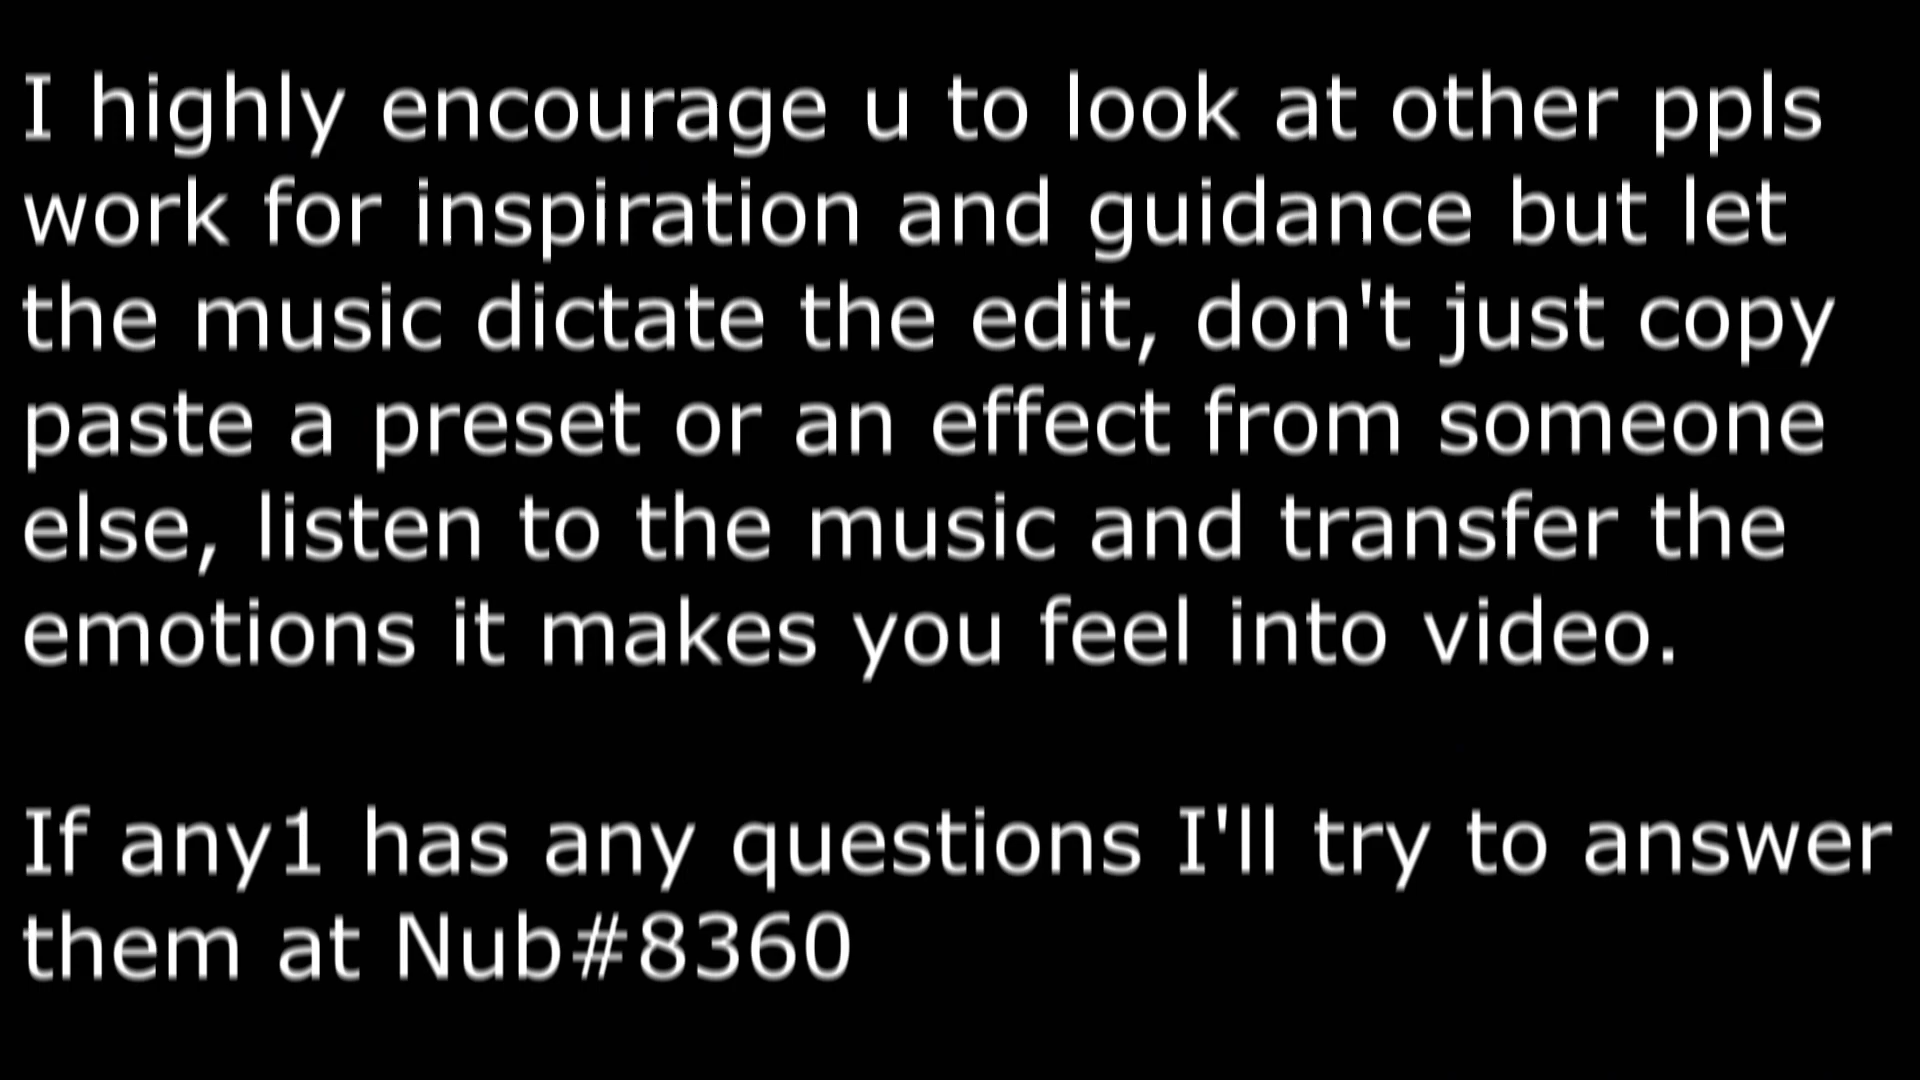 I highly encourage u to look at other ppls
work for inspiration and guidance but let
the music dictate the edit, don't just copy
paste a preset or an effect from someone
else, listen to the music and transfer the
emotions it makes you feel into video.
If any1 has any questions I'll try to answer
them at Nub#8360